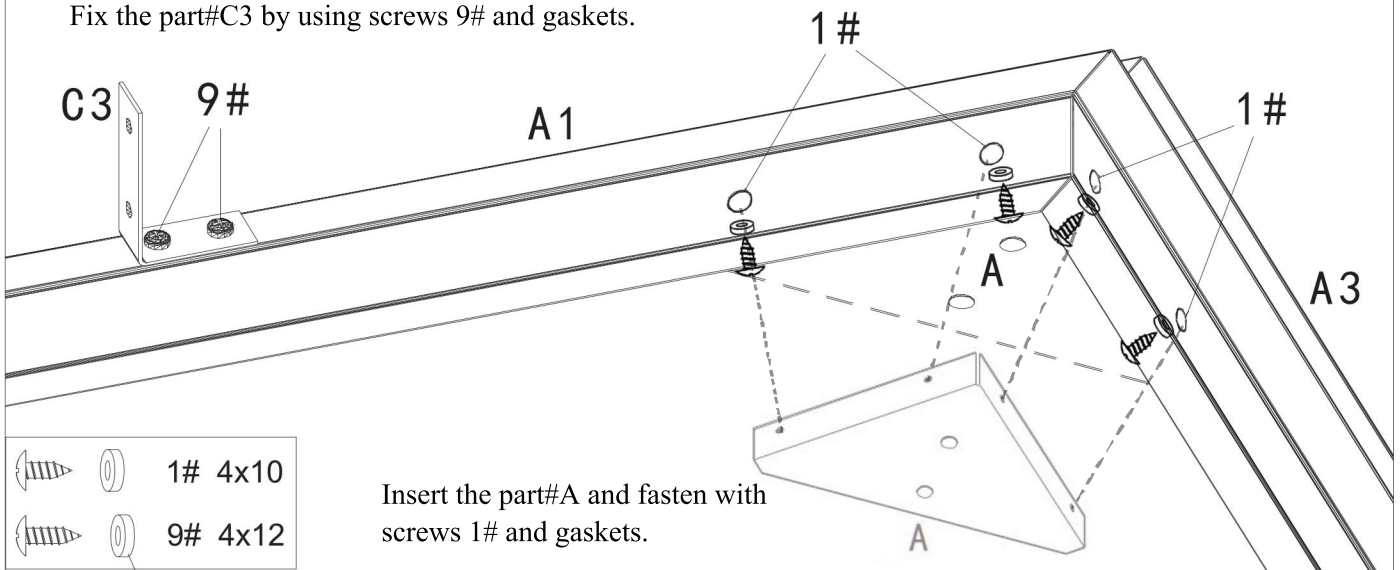 Fix the part#C3 by using screws 9# and gaskets.
1#
C3
9#
A1
1#
A
A3
1# 4x10
9# 4x12
Insert the part#A and fasten with
screws 1# and gaskets.
A